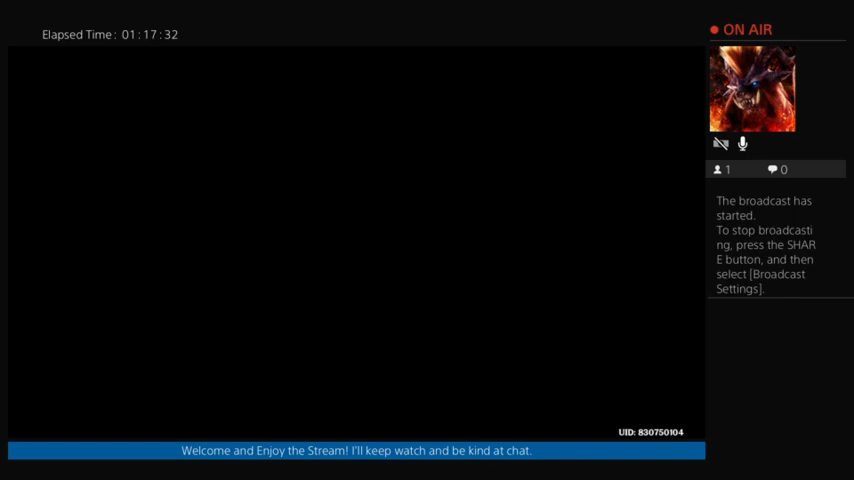 Elapsed Time: 01:17:32
ON AIR
1 0
The broadcast has
started.
To stop broadcasti
ng, press the SHAR
E button, and then
select [Broadcast
Settings].
UID: 830750104
Welcome and Enjoy the Stream! I'll keep watch and be kind at chat.